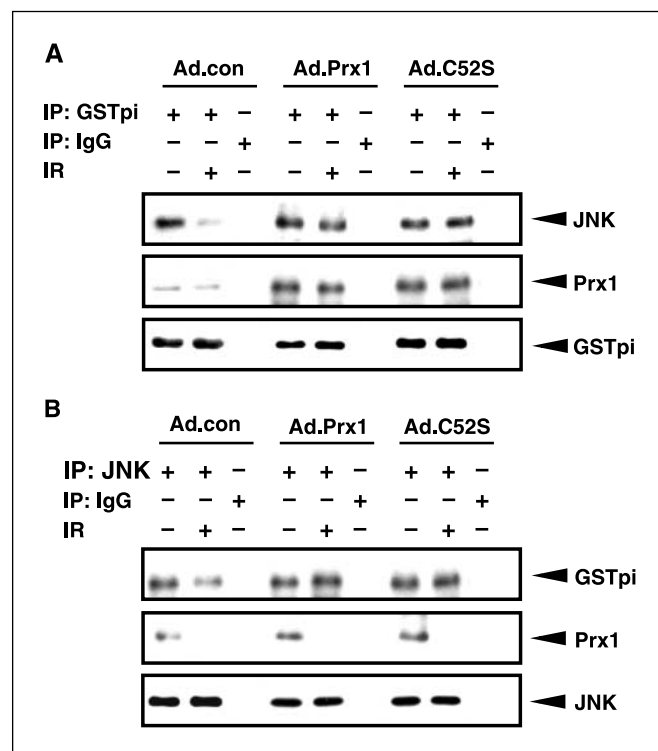 A
Ad.con Ad.Prx1 Ad.C52S
IP: GSTpi + + − + + − + + −
IP: IgG − − + − − + − − +
IR − + − + − +
JNK
Prx1
GSTpi
B
Ad.con Ad.Prx1 Ad.C52S
IP: JNK + + − + + − + + −
IP: IgG − − + − − + − − +
IR − + − + − +
GSTpi
Prx1
JNK